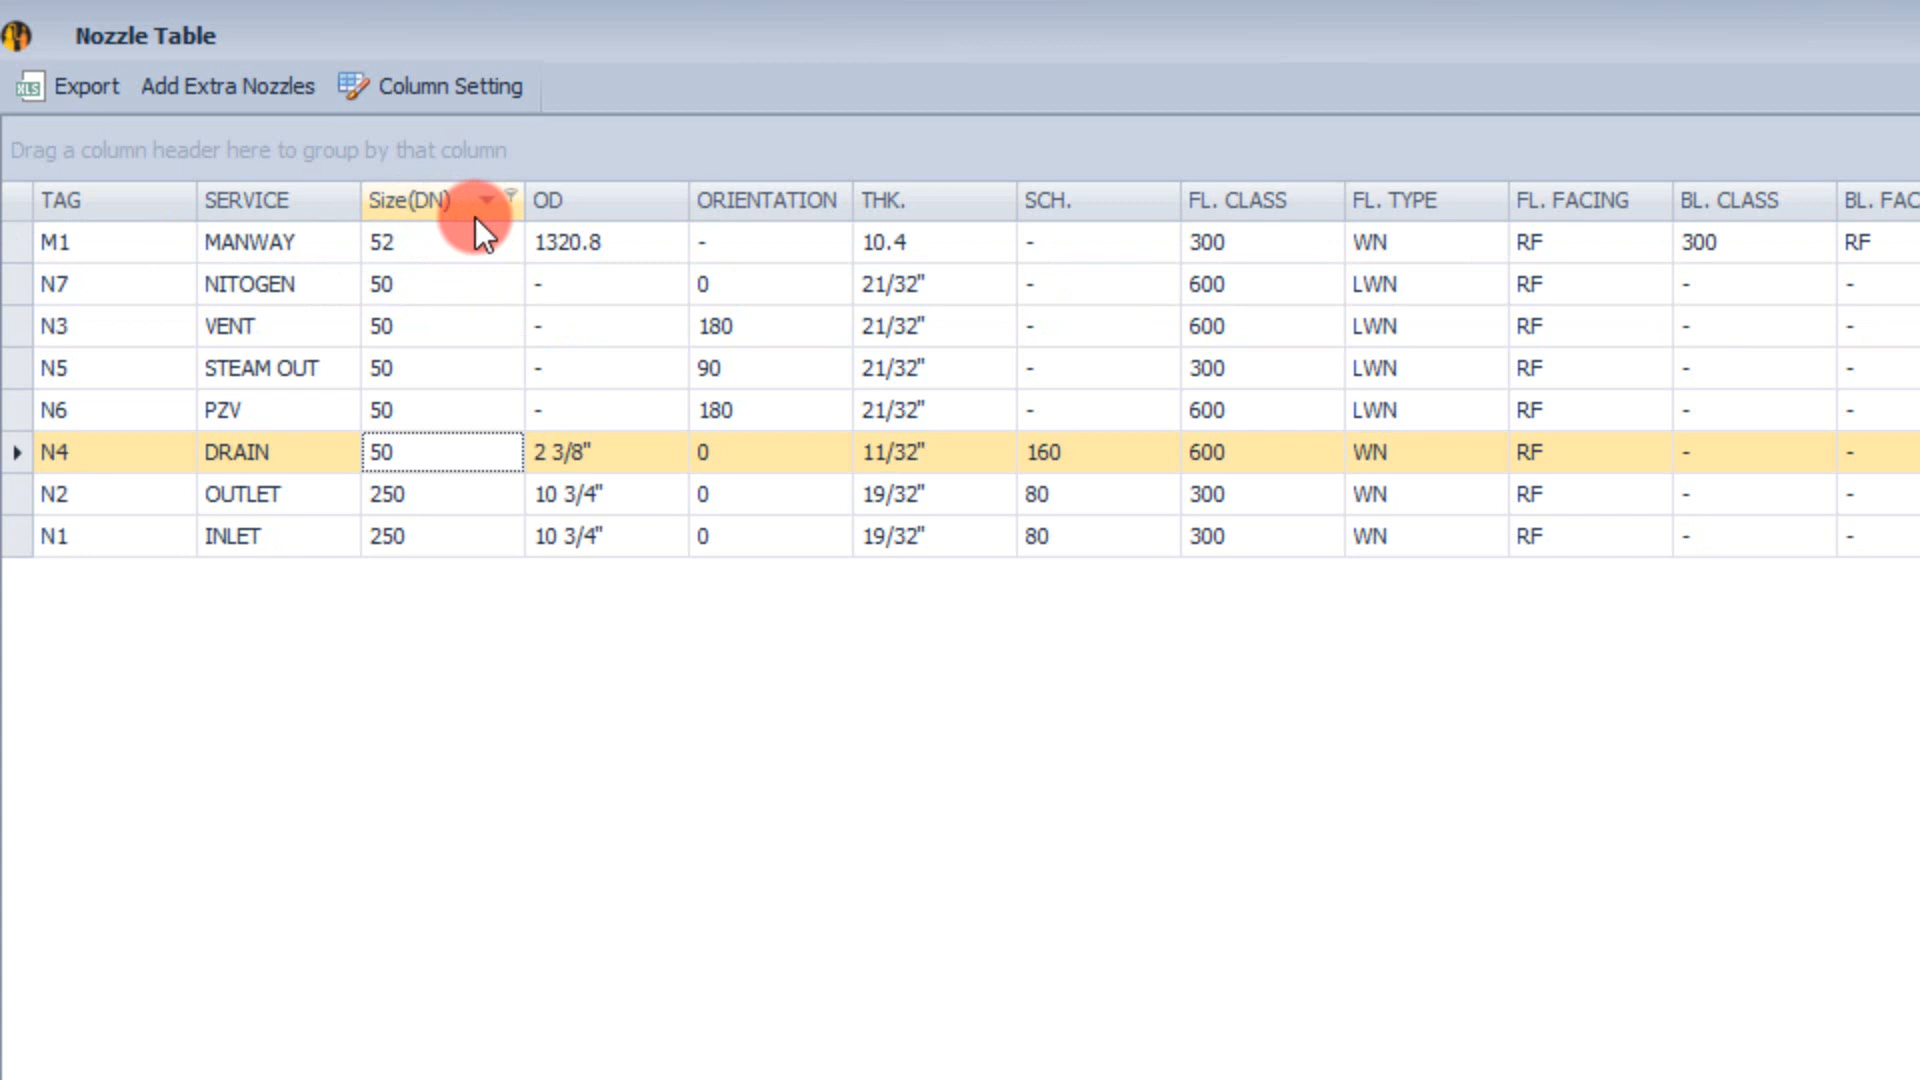 Nozzle Table
XLS Export Add Extra Nozzles Column Setting
Drag a column header here to group by that column
TAG SERVICE Size(DN) OD ORIENTATION THK. SCH. FL. CLASS FL. TYPE FL. FACING BL. CLASS BL. FAC
M1 MANWAY 52 1320.8 - 10.4 - 300 WN RF 300 RF
N7 NITOGEN 50 - 0 21/32" - 600 LWN RF - -
N3 VENT 50 - 180 21/32" - 600 LWN RF - -
N5 STEAM OUT 50 - 90 21/32" - 300 LWN RF - -
N6 PZV 50 - 180 21/32" - 600 LWN RF - -
N4 DRAIN 50 2 3/8" 0 11/32" 160 600 WN RF - -
N2 OUTLET 250 10 3/4" 0 19/32" 80 300 WN RF - -
N1 INLET 250 10 3/4" 0 19/32" 80 300 WN RF - -